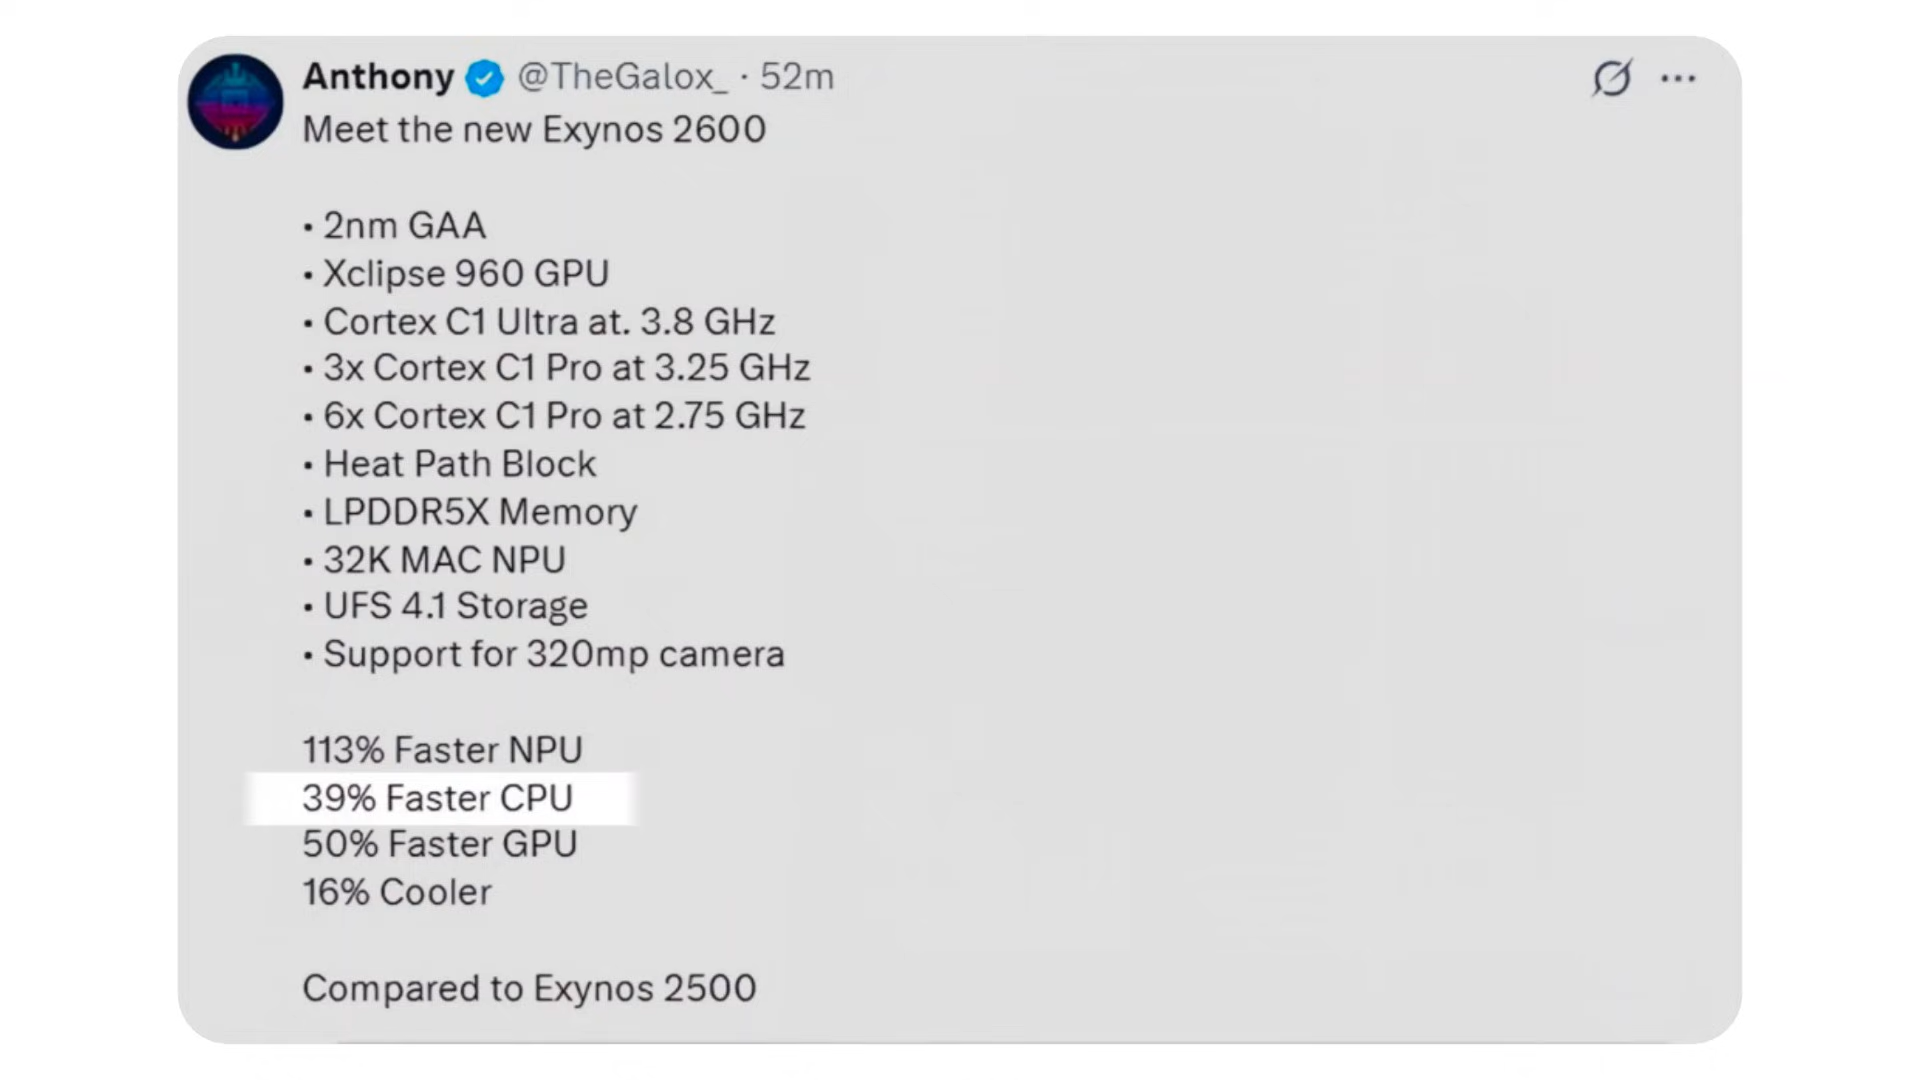 Anthony @TheGalox_ · 52m
Meet the new Exynos 2600
• 2nm GAA
• Xclipse 960 GPU
• Cortex C1 Ultra at. 3.8 GHz
• 3x Cortex C1 Pro at 3.25 GHz
• 6x Cortex C1 Pro at 2.75 GHz
• Heat Path Block
• LPDDR5X Memory
• 32K MAC NPU
• UFS 4.1 Storage
• Support for 320mp camera
113% Faster NPU
39% Faster CPU
50% Faster GPU
16% Cooler
Compared to Exynos 2500